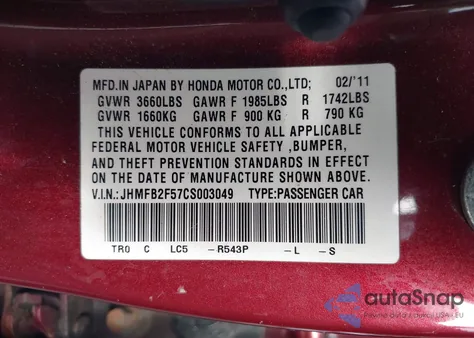 MFD.IN JAPAN BY HONDA MOTOR CO.,LTD; 02/'11
GVWR 3660LBS GAWR F 1985LBS R 1742LBS
GVWR 1660KG GAWR F 900 KG R 790 KG
THIS VEHICLE CONFORMS TO ALL APPLICABLE
FEDERAL MOTOR VEHICLE SAFETY ,BUMPER,
AND THEFT PREVENTION STANDARDS IN EFFECT
ON THE DATE OF MANUFACTURE SHOWN ABOVE.
V.I.N.: JHMFB2F57CS003049 TYPE:PASSENGER CAR
TR0 C LC5 -R543P -L -S
autoSnap